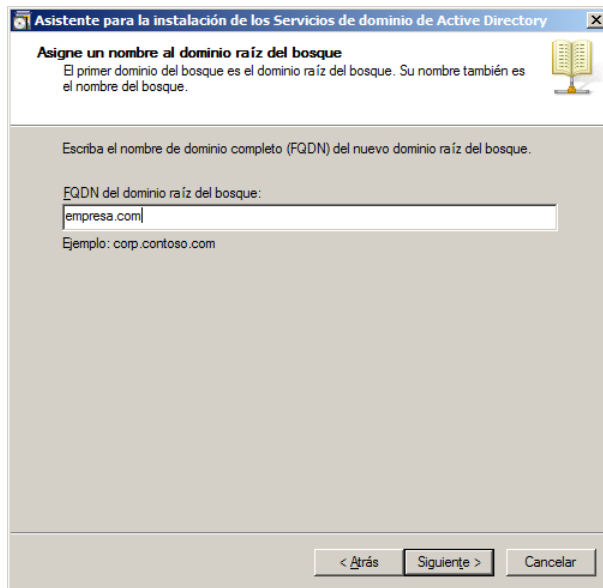 Asistente para la instalación de los Servicios de dominio de Active Directory
Asigne un nombre al dominio raíz del bosque
El primer dominio del bosque es el dominio raíz del bosque. Su nombre también es
el nombre del bosque.
Escriba el nombre de dominio completo (FQDN) del nuevo dominio raíz del bosque.
FQDN del dominio raíz del bosque:
empresa.com
Ejemplo: corp.contoso.com
< Atrás
Siguiente >
Cancelar